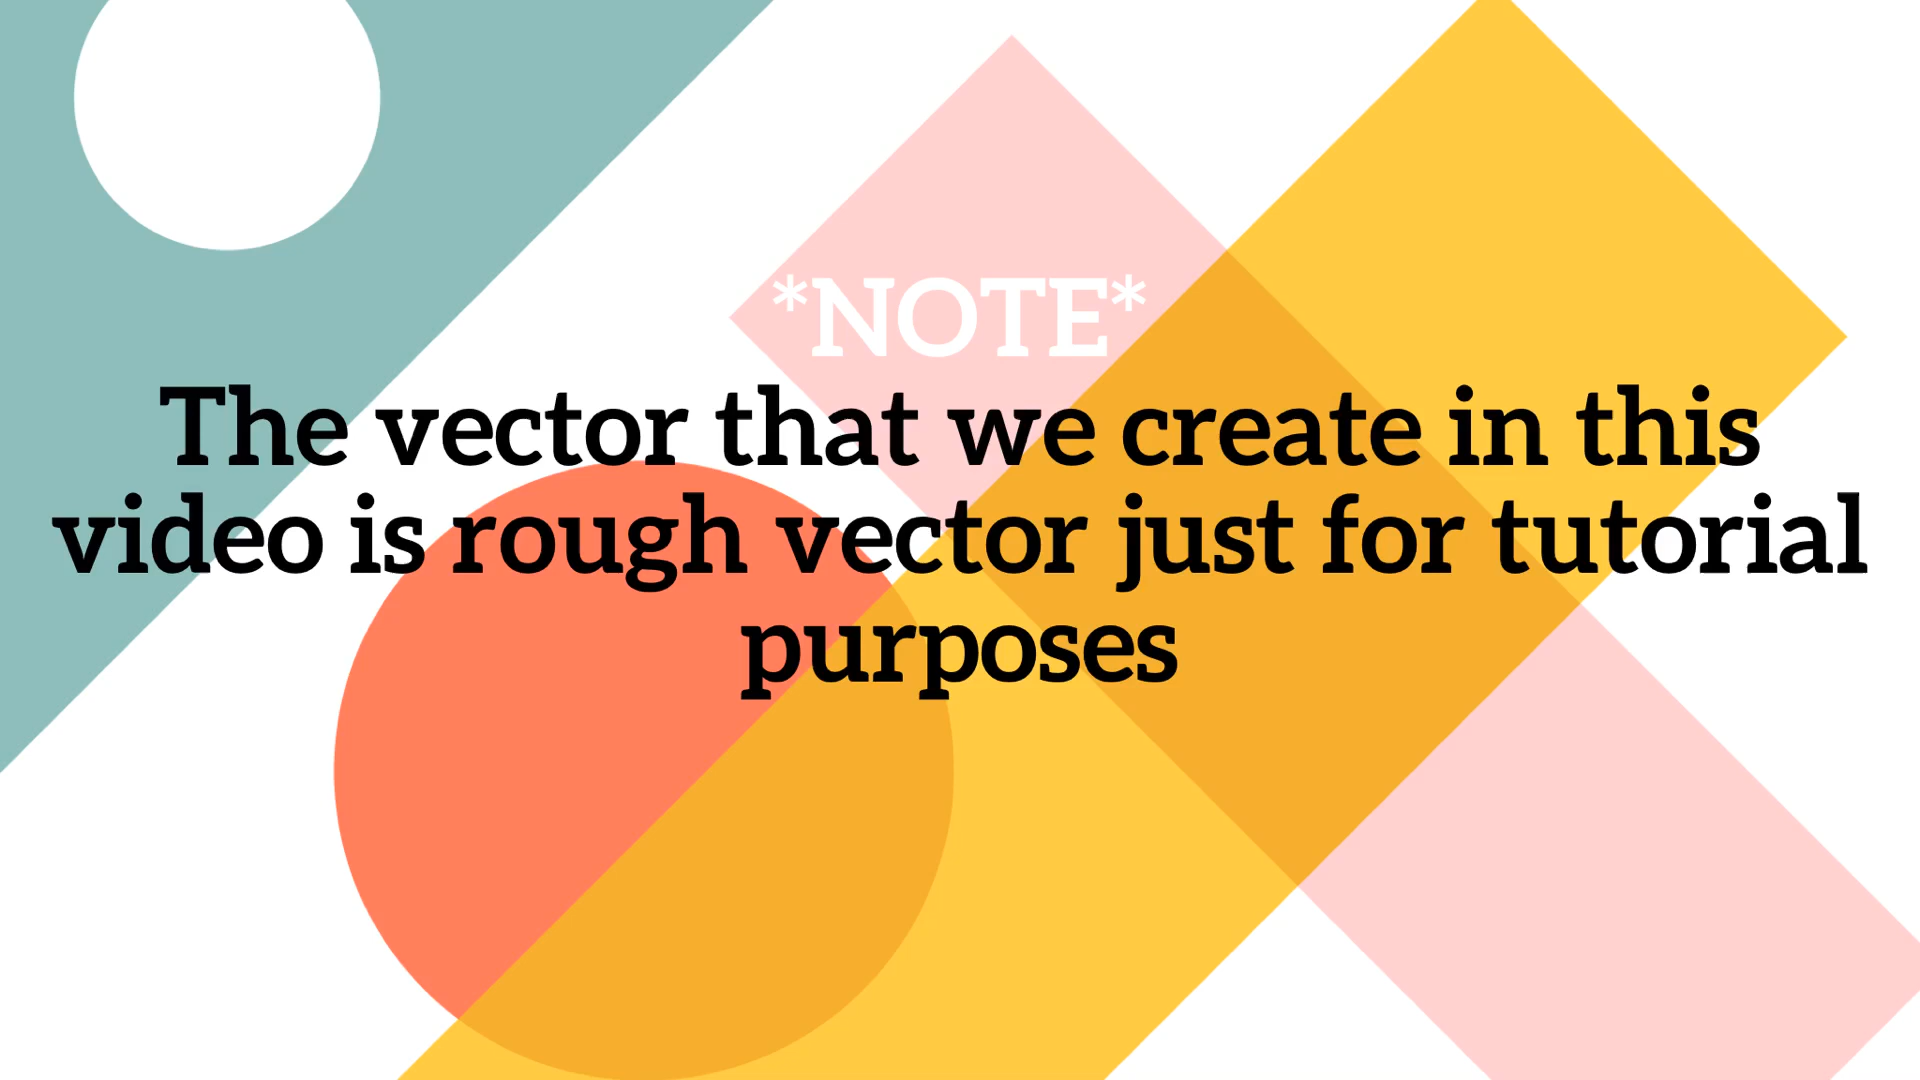 *NOTE*
The vector that we create in this
video is rough vector just for tutorial
purposes